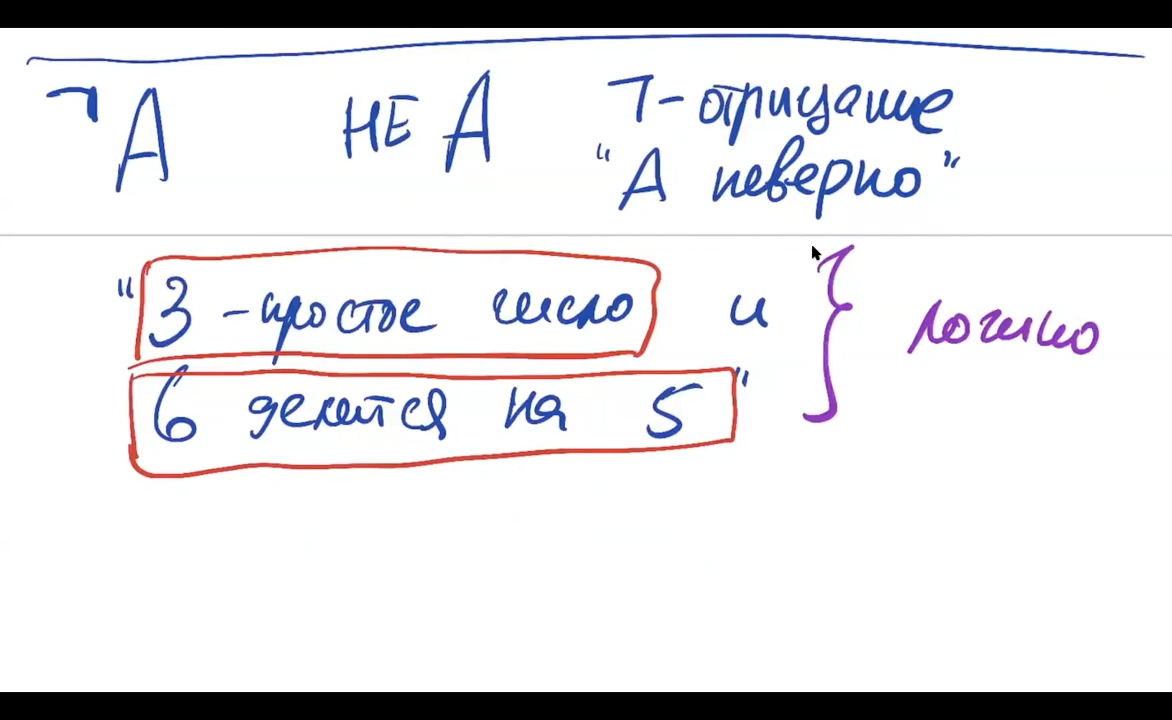 ¬A НЕ A ¬ - отрицание
"А неверно"
"3 - простое число и
6 делится на 5" } ложно